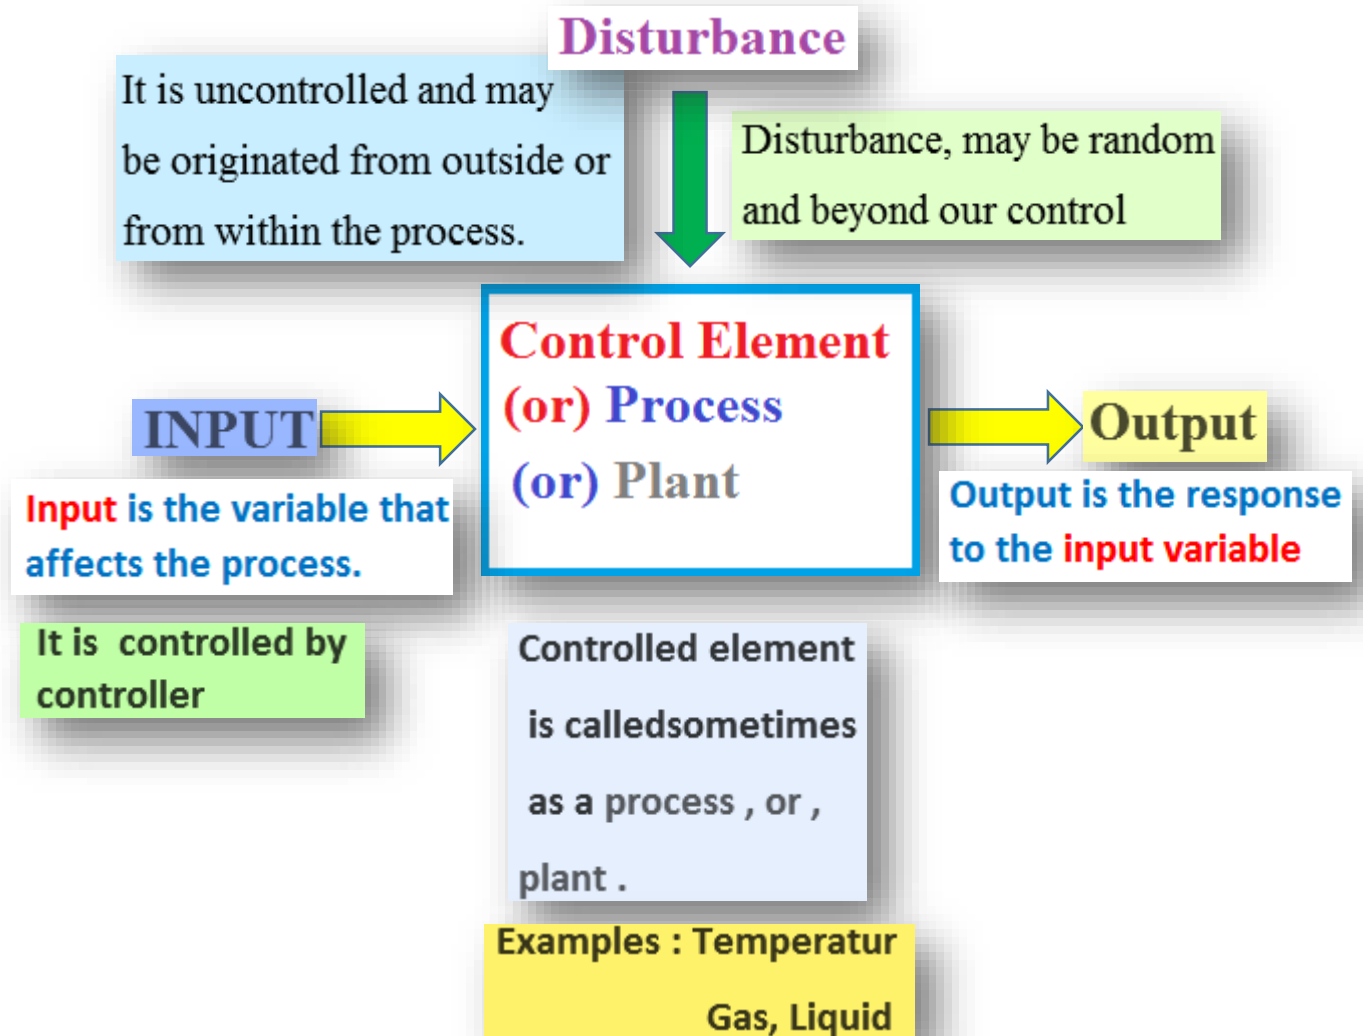 Disturbance
It is uncontrolled and may
be originated from outside or
from within the process.
Disturbance, may be random
and beyond our control
Control Element
(or) Process
(or) Plant
INPUT
Input is the variable that
affects the process.
It is controlled by
controller
Output
Output is the response
to the input variable
Controlled element
is calledsometimes
as a process , or ,
plant .
Examples : Temperatur
Gas, Liquid